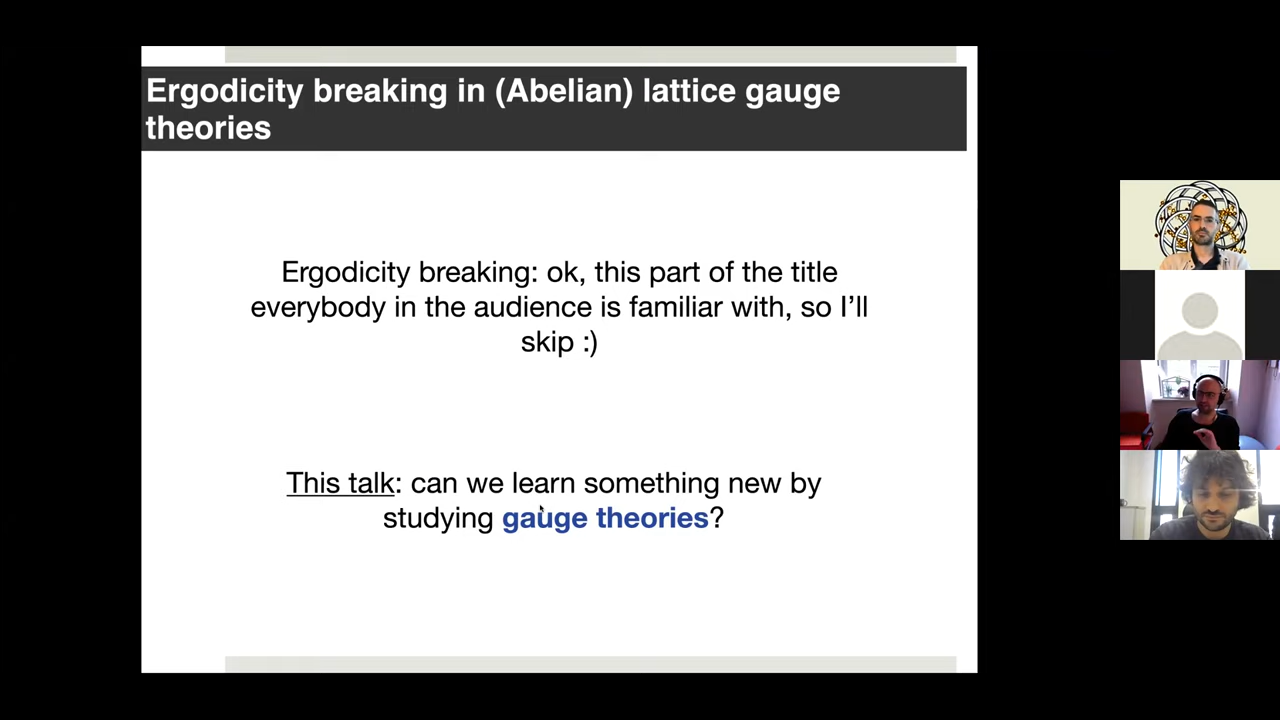 Ergodicity breaking in (Abelian) lattice gauge
theories
Ergodicity breaking: ok, this part of the title
everybody in the audience is familiar with, so I’ll
skip :)
This talk: can we learn something new by
studying gauge theories?